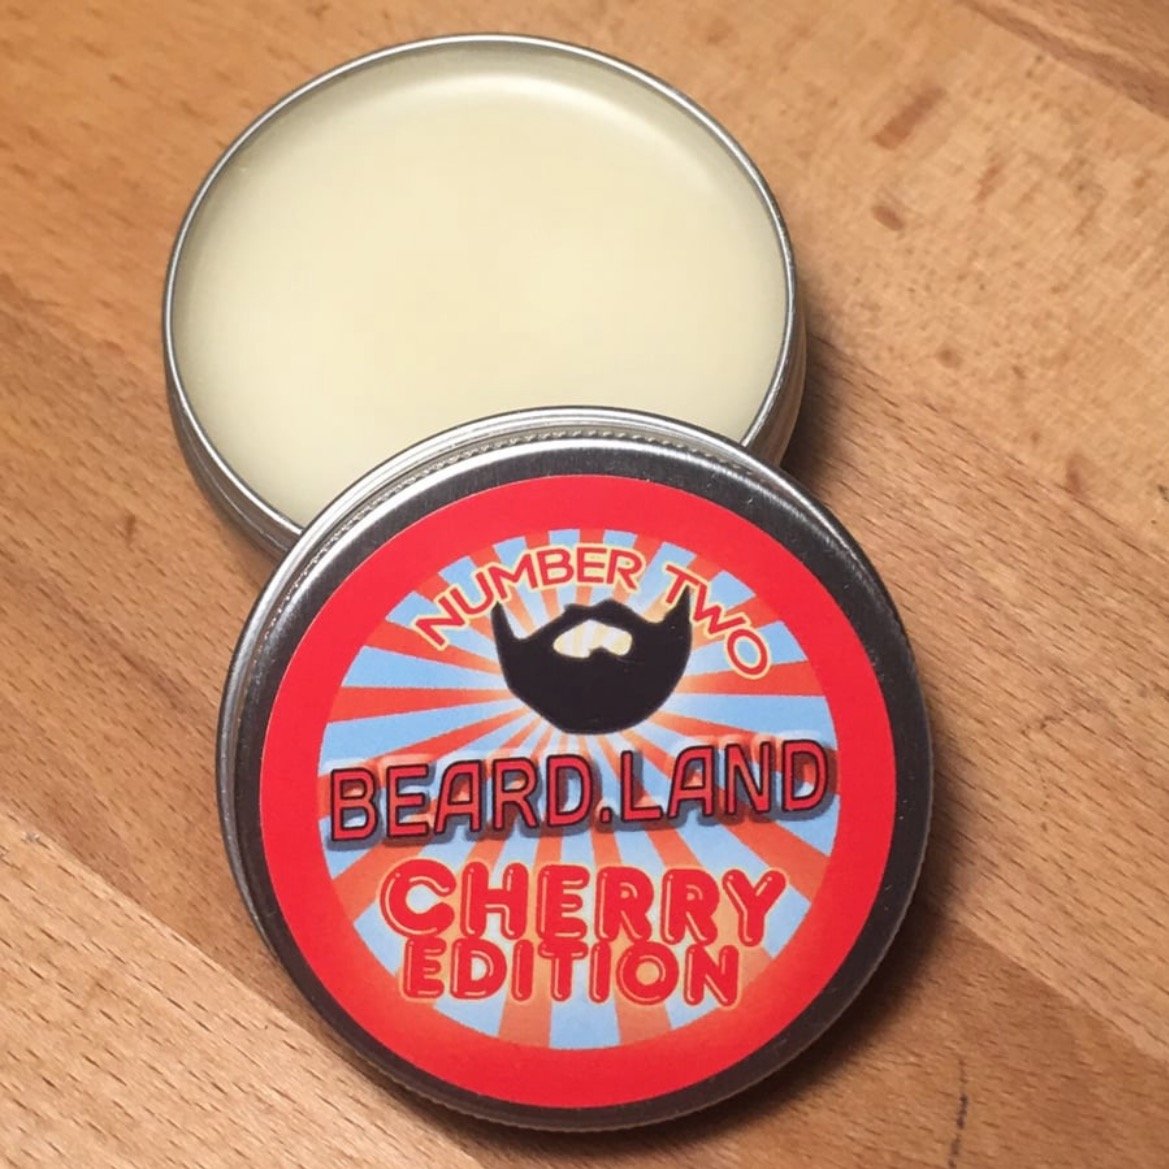 NUMBER TWO
BEARD.LAND
CHERRY
EDITION